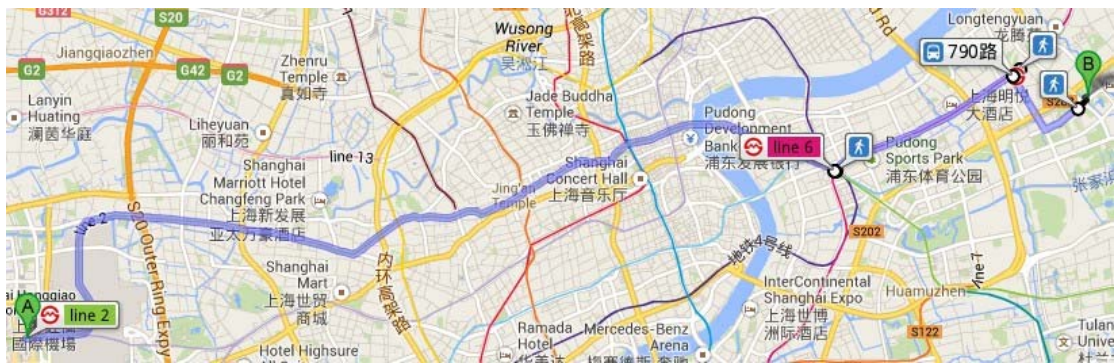 S20
G2
G42
G2
Jiangqiaozhen
Zhenru
Temple
真如寺
Lanyin
Huating
澜茵华庭
Liheyuan
丽和苑
line 13
Shanghai
Marriott Hotel
Changfeng Park
上海新发展
亚太万豪酒店
line 2
S20 Outer Ring Expy
A
line 2
國際機場
Shanghai
Mart
上海世贸
商城
Hotel Highsure
内环高架路
Wusong
River
吴淞江
Jade Buddha
Temple
玉佛禅寺
Jing'an
Temple
Shanghai
Concert Hall
上海音乐厅
Ramada
Hotel
Mercedes-Benz
Arena
Pudong
Development
浦东发展银行
line 6
地铁4号线
InterContinental
Shanghai Expo
上海世博
洲际酒店
Pudong
Sports Park
浦东体育公园
S202
Huamuzhen
S122
Longtengyuan
790路
上海明悦
大酒店
B